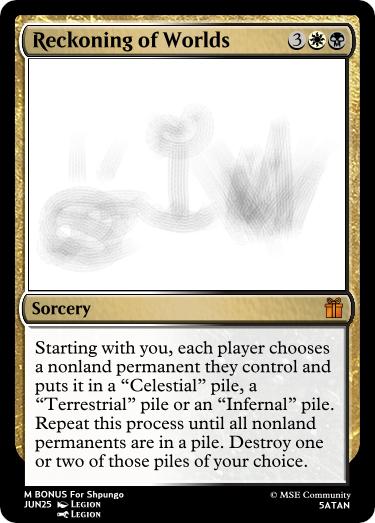 Reckoning of Worlds 3
Sorcery
Starting with you, each player chooses
a nonland permanent they control and
puts it in a “Celestial” pile, a
“Terrestrial” pile or an “Infernal” pile.
Repeat this process until all nonland
permanents are in a pile. Destroy one
or two of those piles of your choice.
M BONUS For Shpungo © MSE Community
JUN25 Legion 5ATAN
Legion